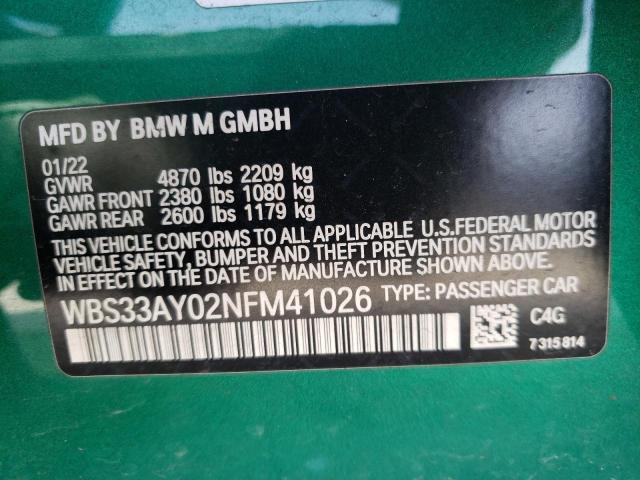 MFD BY BMW M GMBH
01/22
GVWR 4870 lbs 2209 kg
GAWR FRONT 2380 lbs 1080 kg
GAWR REAR 2600 lbs 1179 kg
THIS VEHICLE CONFORMS TO ALL APPLICABLE U.S.FEDERAL MOTOR
VEHICLE SAFETY, BUMPER AND THEFT PREVENTION STANDARDS
IN EFFECT ON THE DATE OF MANUFACTURE SHOWN ABOVE.
WBS33AY02NFM41026 TYPE: PASSENGER CAR
C4G
7315814